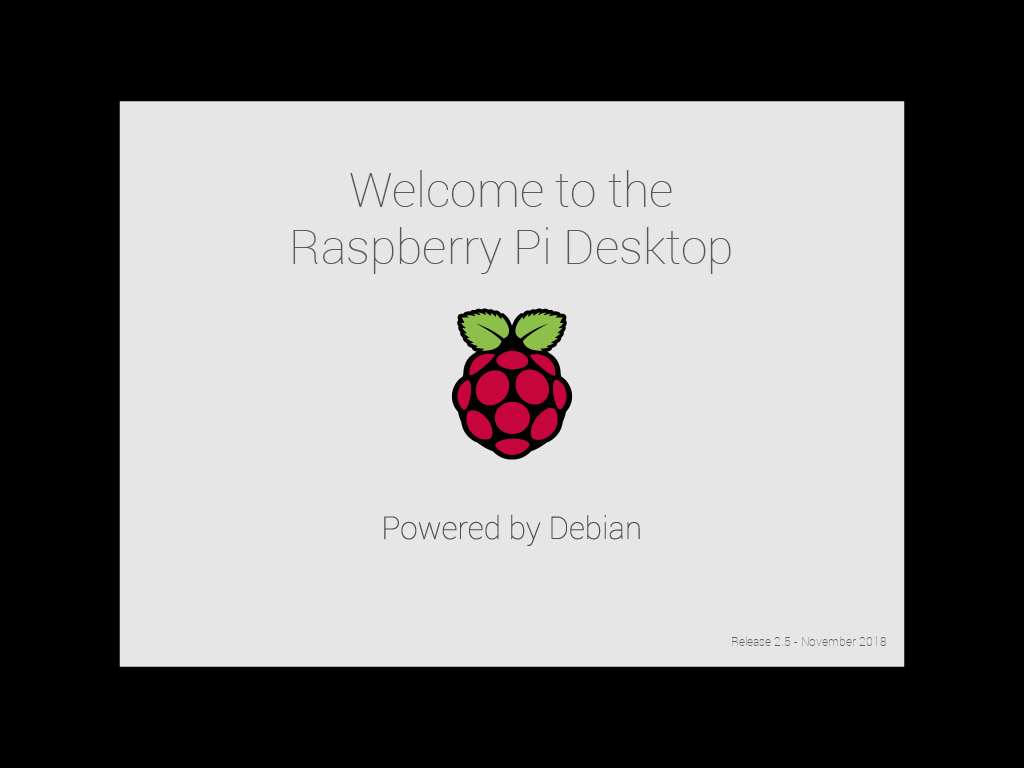 Welcome to the
Raspberry Pi Desktop
Powered by Debian
Release 2.5 - November 2018